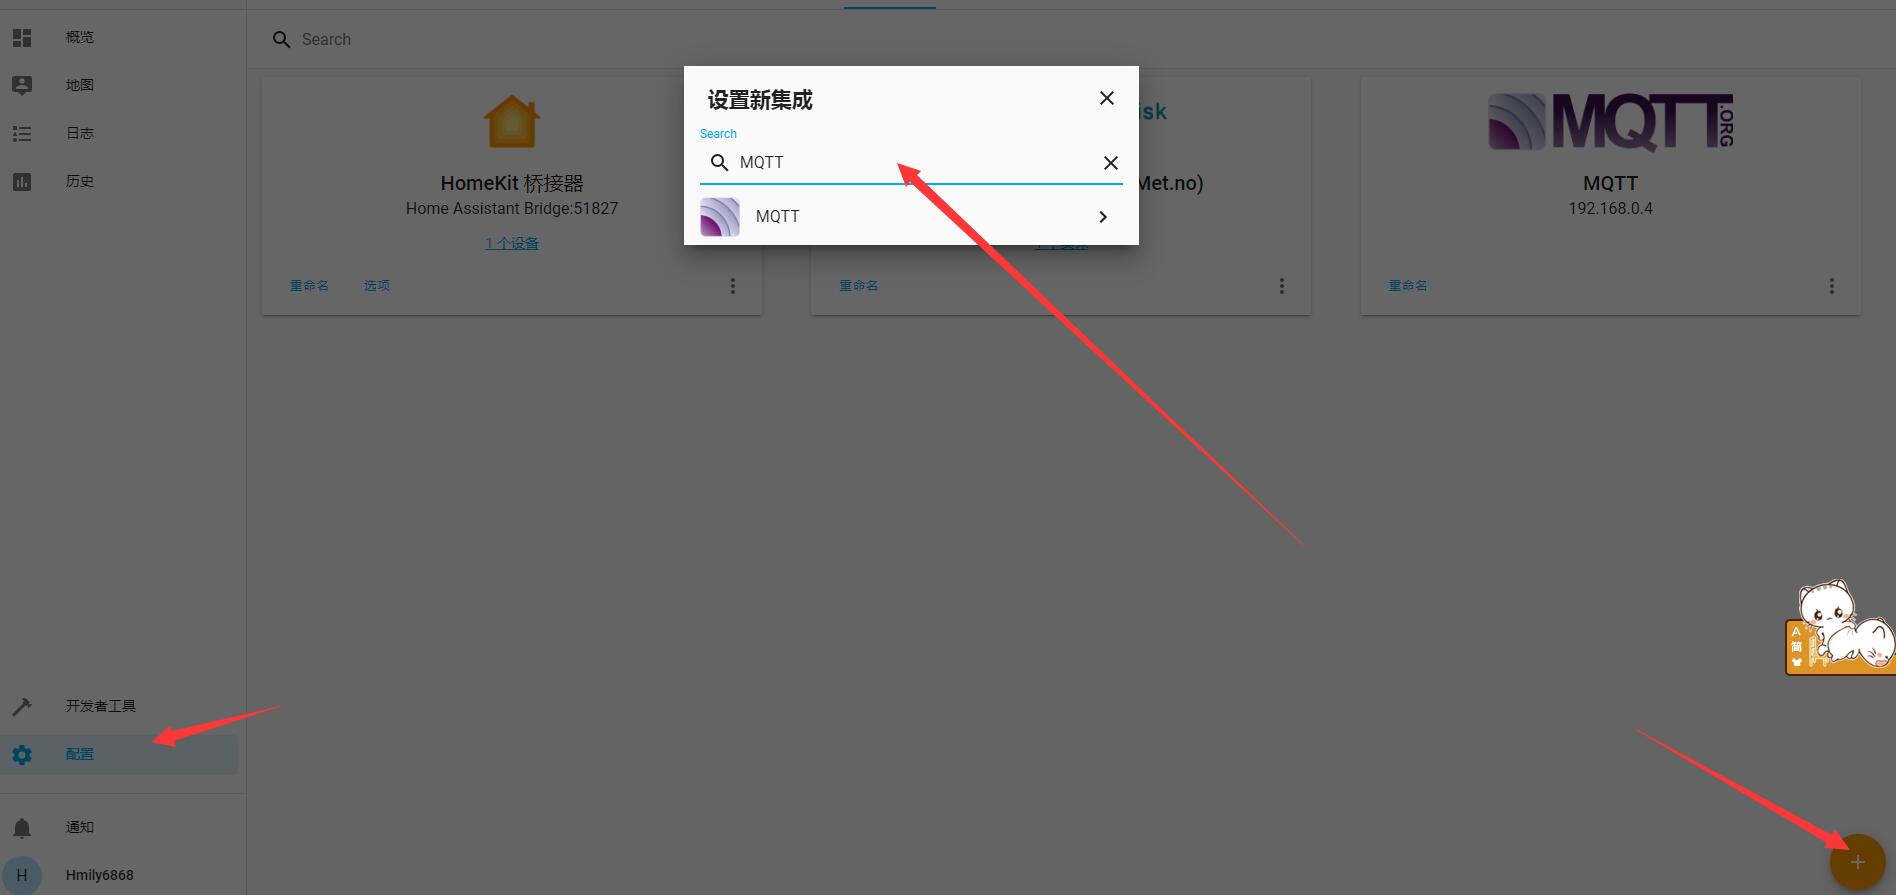 概览
地图
日志
历史
Search
设置新集成
Search
MQTT
MQTT
HomeKit 桥接器
Home Assistant Bridge:51827
1 个设备
重命名
选项
isk
Met.no)
重命名
MQTT.ORG
MQTT
192.168.0.4
重命名
开发者工具
配置
通知
H
Hmily6868
A
简